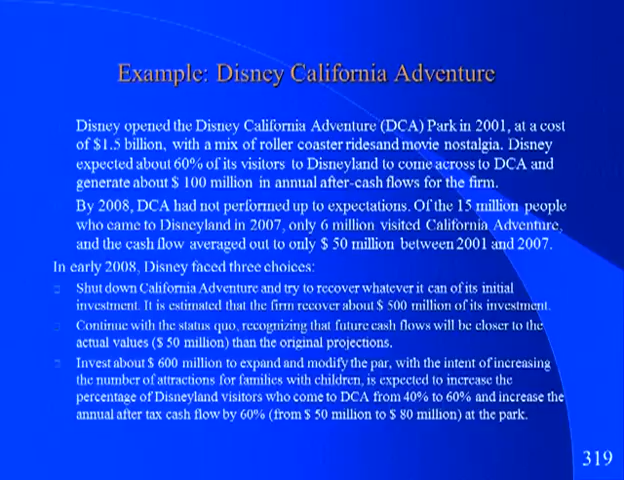 Example: Disney California Adventure
Disney opened the Disney California Adventure (DCA) Park in 2001, at a cost
of $1.5 billion, with a mix of roller coaster ridesand movie nostalgia. Disney
expected about 60% of its visitors to Disneyland to come across to DCA and
generate about $ 100 million in annual after-cash flows for the firm.
By 2008, DCA had not performed up to expectations. Of the 15 million people
who came to Disneyland in 2007, only 6 million visited California Adventure,
and the cash flow averaged out to only $ 50 million between 2001 and 2007.
In early 2008, Disney faced three choices:
Shut down California Adventure and try to recover whatever it can of its initial
investment. It is estimated that the firm recover about $ 500 million of its investment.
Continue with the status quo, recognizing that future cash flows will be closer to the
actual values ($ 50 million) than the original projections.
Invest about $ 600 million to expand and modify the par, with the intent of increasing
the number of attractions for families with children, is expected to increase the
percentage of Disneyland visitors who come to DCA from 40% to 60% and increase the
annual after tax cash flow by 60% (from $ 50 million to $ 80 million) at the park.
319